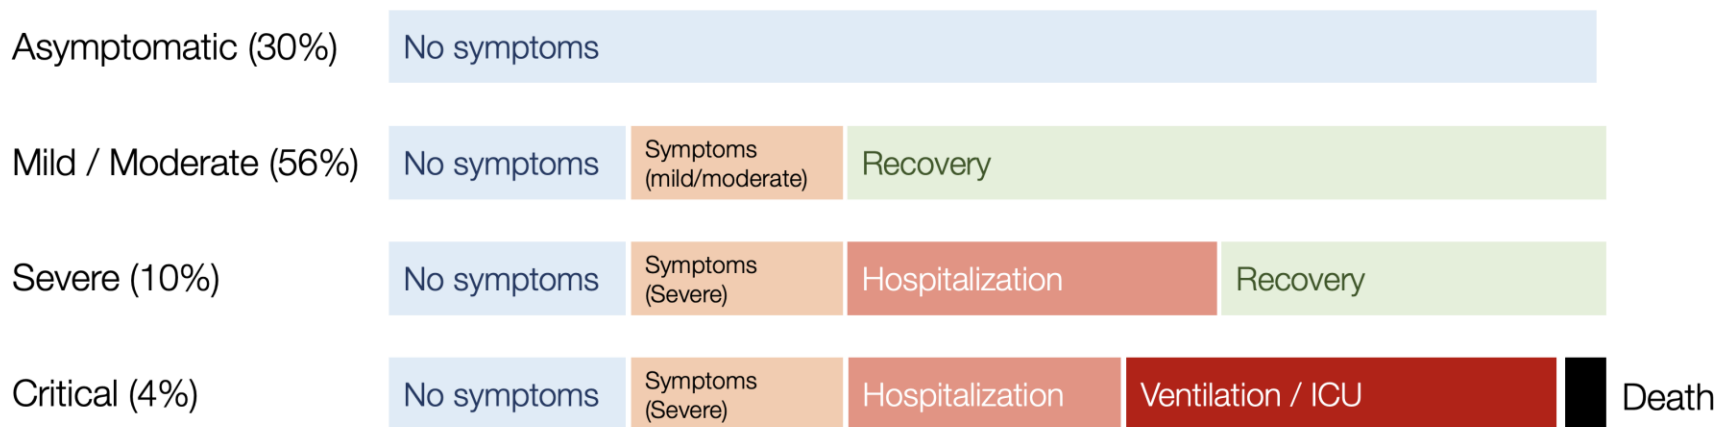 Asymptomatic (30%)
No symptoms
Mild / Moderate (56%)
No symptoms
Symptoms
(mild/moderate)
Recovery
Severe (10%)
No symptoms
Symptoms
(Severe)
Hospitalization
Recovery
Critical (4%)
No symptoms
Symptoms
(Severe)
Hospitalization
Ventilation / ICU
Death